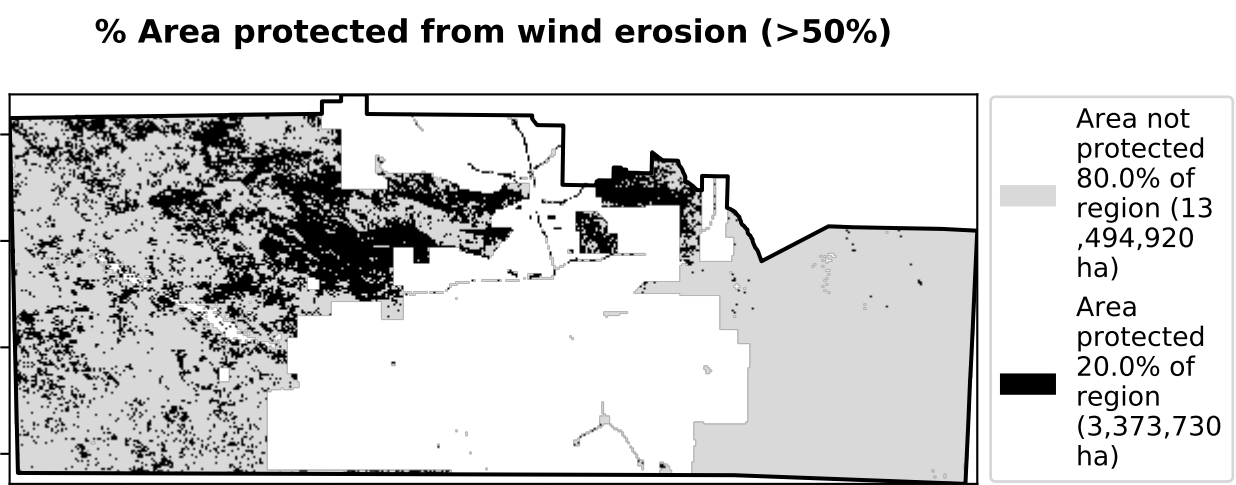 % Area protected from wind erosion (>50%)
Area not
protected
80.0% of
region (13
,494,920
ha)
Area
protected
20.0% of
region
(3,373,730
ha)